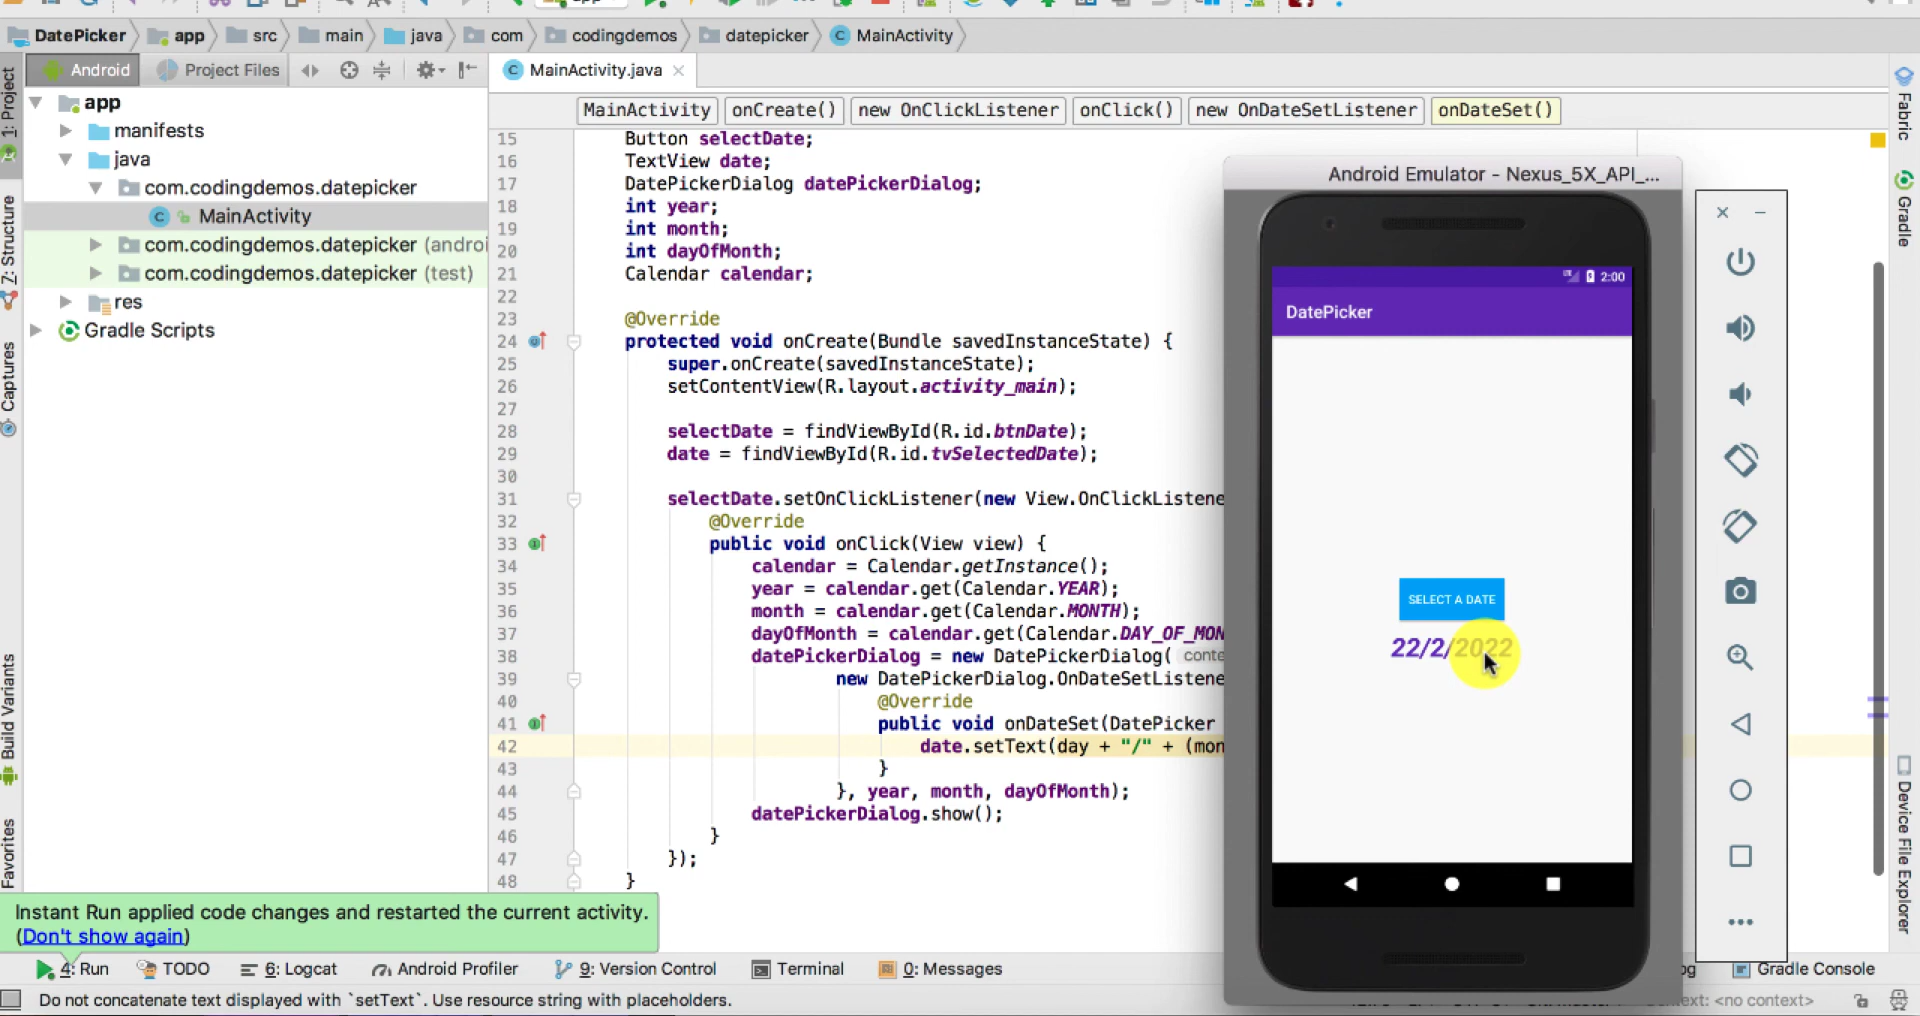 app
DatePicker
app
src
main
java
com
codingdemos
datepicker
MainActivity
Android
Project Files
MainActivity.java
MainActivity
onCreate()
new OnClickListener
onClick()
new OnDateSetListener
onDateSet()
1: Project
Z: Structure
Captures
Build Variants
Favorites
app
manifests
java
com.codingdemos.datepicker
MainActivity
com.codingdemos.datepicker (androi
com.codingdemos.datepicker (test)
res
Gradle Scripts
15 Button selectDate;
16 TextView date;
17 DatePickerDialog datePickerDialog;
18 int year;
19 int month;
20 int dayOfMonth;
21 Calendar calendar;
22
23 @Override
24 protected void onCreate(Bundle savedInstanceState) {
25 super.onCreate(savedInstanceState);
26 setContentView(R.layout.activity_main);
27
28 selectDate = findViewById(R.id.btnDate);
29 date = findViewById(R.id.tvSelectedDate);
30
31 selectDate.setOnClickListener(new View.OnClickListene
32 @Override
33 public void onClick(View view) {
34 calendar = Calendar.getInstance();
35 year = calendar.get(Calendar.YEAR);
36 month = calendar.get(Calendar.MONTH);
37 dayOfMonth = calendar.get(Calendar.DAY_OF_MON
38 datePickerDialog = new DatePickerDialog( conte
39 new DatePickerDialog.OnDateSetListene
40 @Override
41 public void onDateSet(DatePicker
42 date.setText(day + "/" + (mon
43 }
44 }, year, month, dayOfMonth);
45 datePickerDialog.show();
46 }
47 });
48 }
Android Emulator - Nexus_5X_API_...
2:00
DatePicker
SELECT A DATE
22/2/2022
Fabric
Gradle
Device File Explorer
Instant Run applied code changes and restarted the current activity.
(Don't show again)
4: Run
TODO
6: Logcat
Android Profiler
9: Version Control
Terminal
0: Messages
og
Gradle Console
Do not concatenate text displayed with `setText`. Use resource string with placeholders.
ext: <no context>